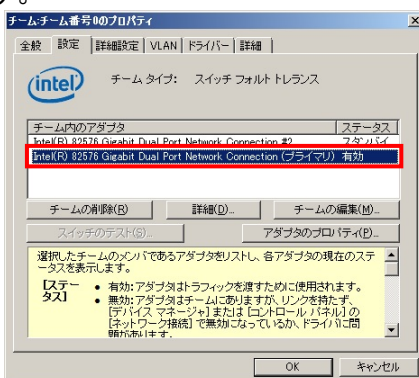 チーム:チーム番号0のプロパティ
全般 設定 詳細設定 VLAN ドライバー 詳細
intel チーム タイプ: スイッチ フォルト トレランス
チーム内のアダプタ ステータス
Intel(R) 82576 Gigabit Dual Port Network Connection #2 スタンバイ
Intel(R) 82576 Gigabit Dual Port Network Connection (プライマリ) 有効
チームの削除(R) 詳細(D)... チームの編集(M)...
スイッチのテスト(S)... アダプタのプロパティ(P)...
選択したチームのメンバであるアダプタをリストし、各アダプタの現在のステ
ータスを表示します。
[ステー
タス]
• 有効: アダプタはトラフィックを渡すために使用されます。
• 無効: アダプタはチームにありますが、リンクを持たず、
[デバイス マネージャ] または [コントロール パネル] の
[ネットワーク接続] で無効になっているか、ドライバに問
題があります。
OK キャンセル